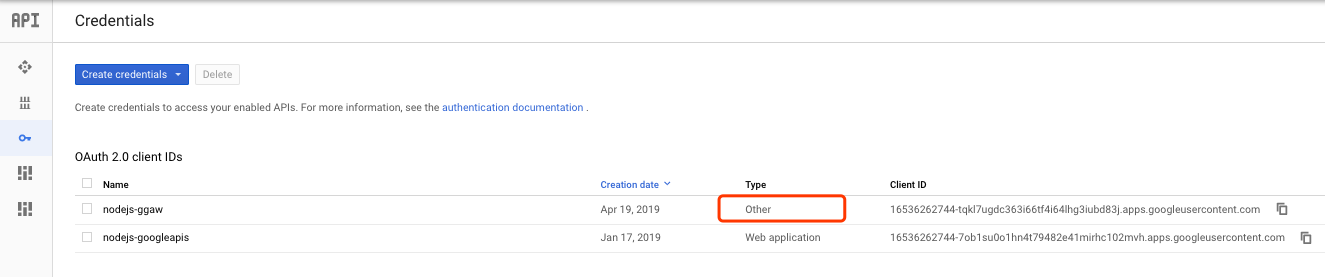 API Credentials
Create credentials Delete
Create credentials to access your enabled APIs. For more information, see the authentication documentation .
OAuth 2.0 client IDs
Name Creation date Type Client ID
nodejs-ggaw Apr 19, 2019 Other 16536262744-tqkl7ugdc363i66tf4i64lhg3iubd83j.apps.googleusercontent.com
nodejs-googleapis Jan 17, 2019 Web application 16536262744-7ob1su0o1hn4t79482e41mirhc102mvh.apps.googleusercontent.com